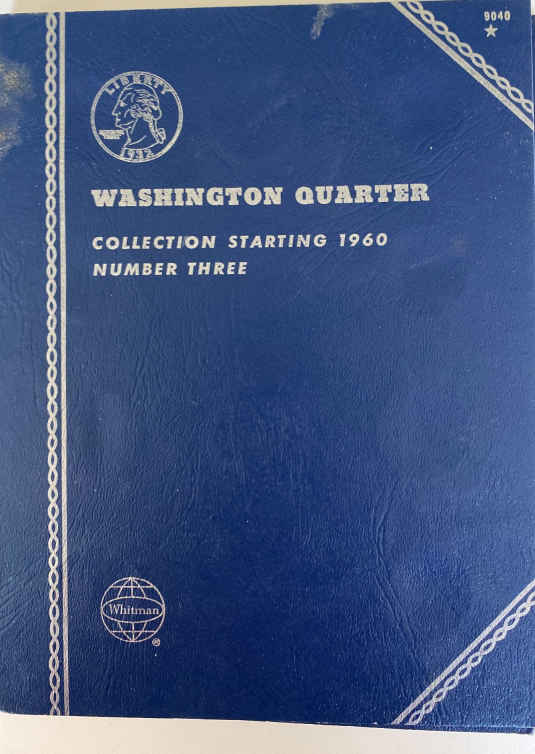 9040
LIBERTY
1932
WASHINGTON QUARTER
COLLECTION STARTING 1960
NUMBER THREE
Whitman
®